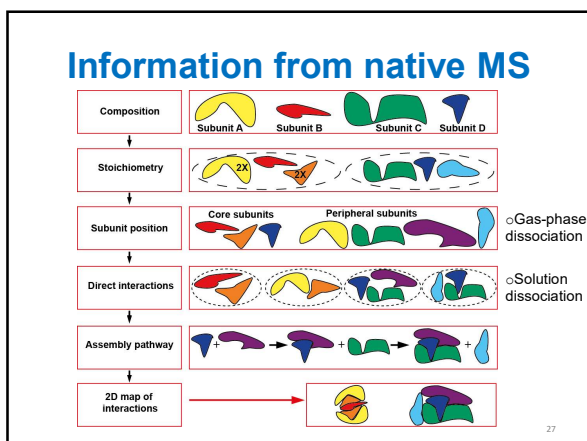 Information from native MS
Composition
Subunit A
Subunit B
Subunit C
Subunit D
Stoichiometry
2X
2X
Subunit position
Core subunits
Peripheral subunits
○Gas-phase
dissociation
Direct interactions
○Solution
dissociation
Assembly pathway
+
+
+
2D map of
interactions
27